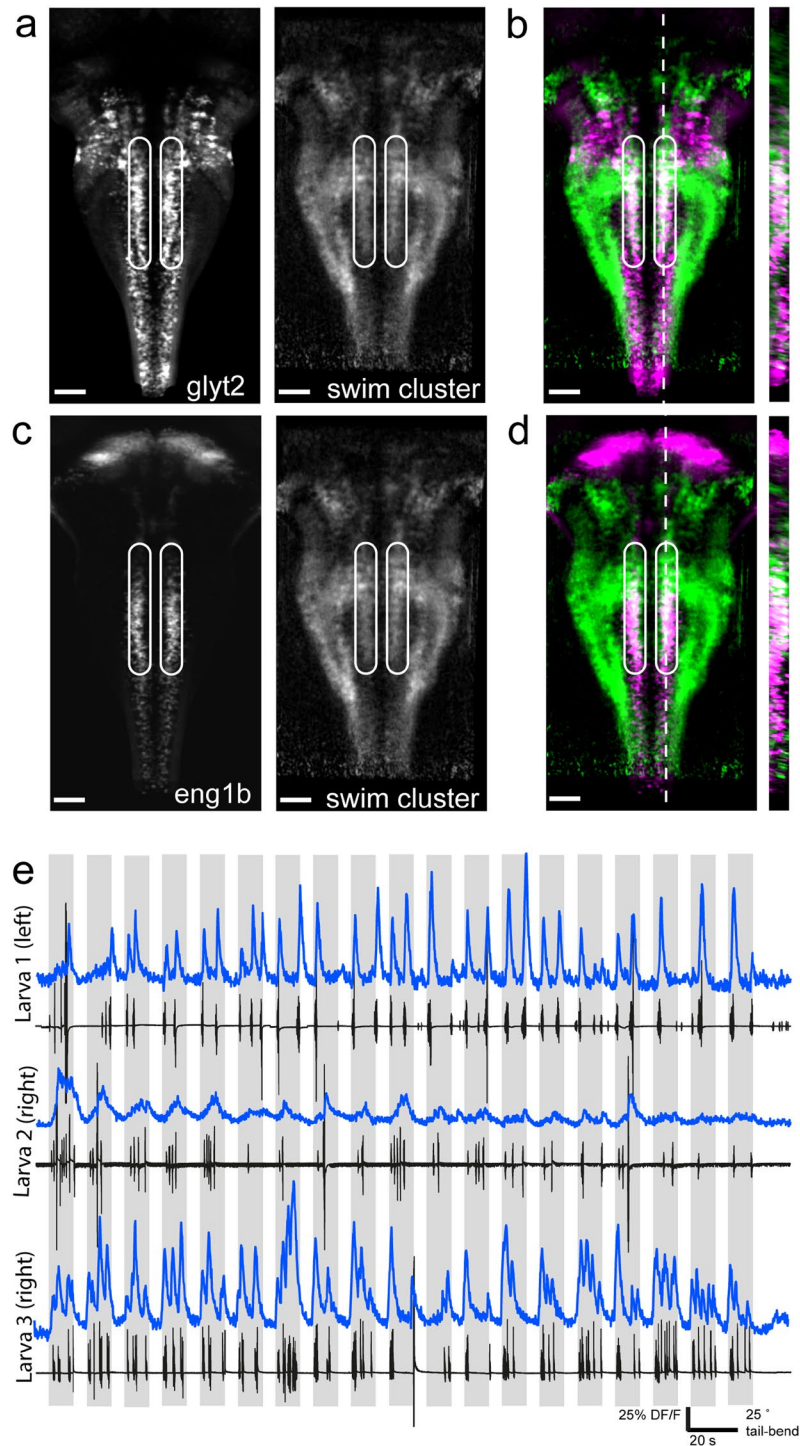 a
b
glyt2
swim cluster
c
d
eng1b
swim cluster
e
Larva 1 (left)
Larva 2 (right)
Larva 3 (right)
25% DF/F
25 °
tail-bend
20 s